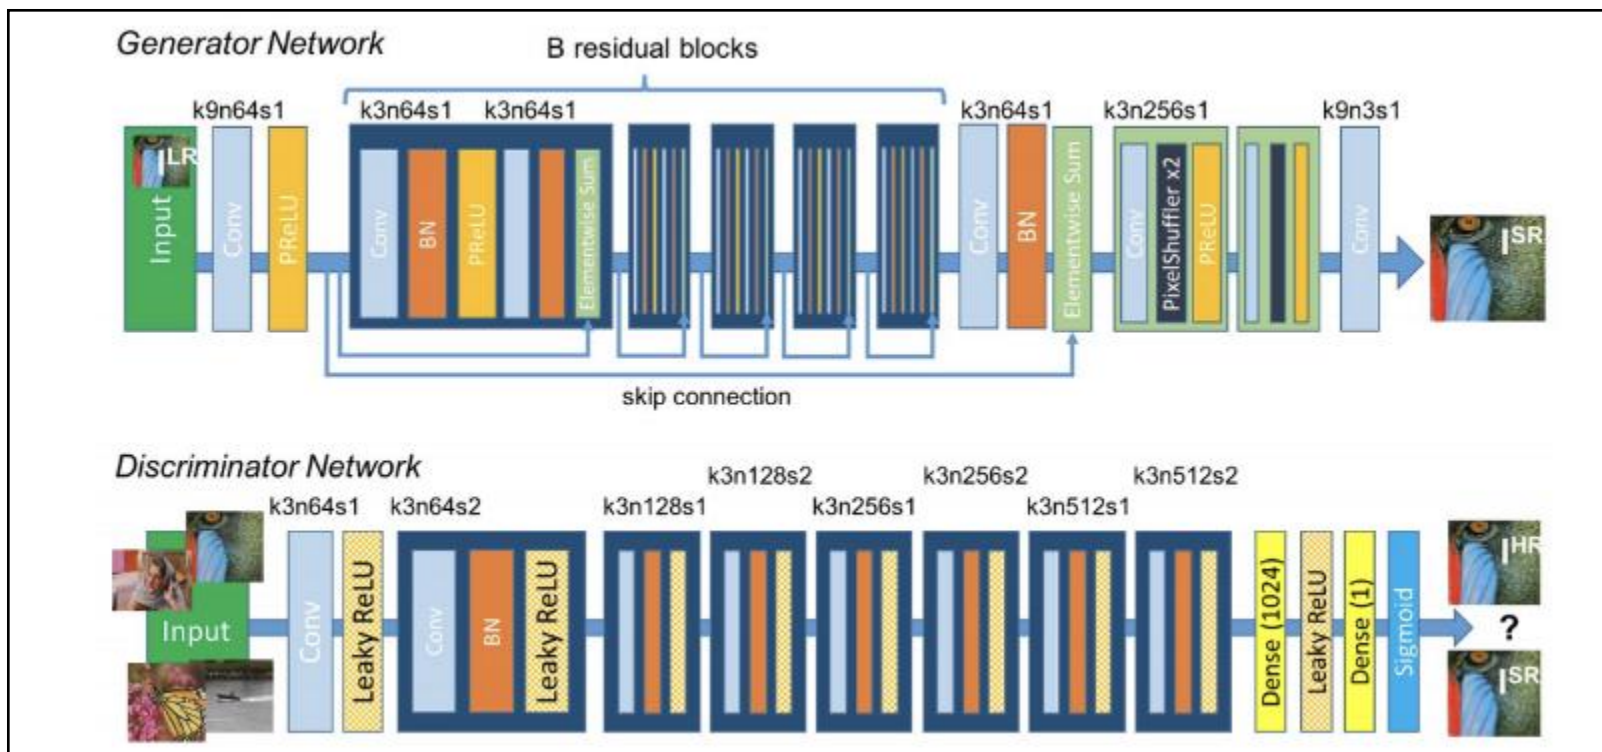 Generator Network
B residual blocks
k9n64s1
k3n64s1
k3n64s1
k3n64s1
k3n256s1
k9n3s1
I^LR
Input
Conv
PReLU
Conv
BN
PReLU
Elementwise Sum
Conv
BN
Elementwise Sum
Conv
PixelShuffler x2
PReLU
Conv
I^SR
skip connection
Discriminator Network
k3n64s1
k3n64s2
k3n128s1
k3n128s2
k3n256s1
k3n256s2
k3n512s1
k3n512s2
Input
Conv
Leaky ReLU
Conv
BN
Leaky ReLU
Dense (1024)
Leaky ReLU
Dense (1)
Sigmoid
I^HR
?
I^SR